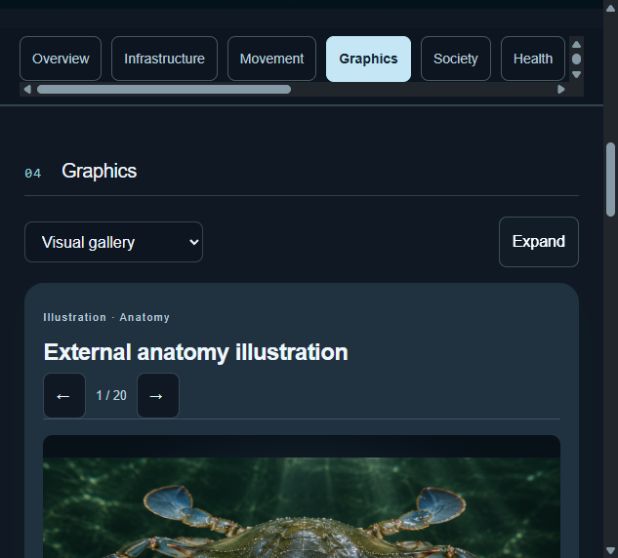 Overview Infrastructure Movement Graphics Society Health
04 Graphics
Visual gallery Expand
Illustration · Anatomy
External anatomy illustration
← 1 / 20 →